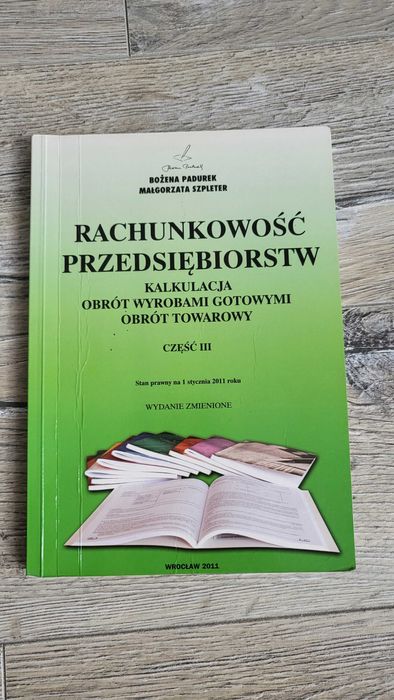 BOŻENA PADUREK
MAŁGORZATA SZPLETER
RACHUNKOWOŚĆ
PRZEDSIĘBIORSTW
KALKULACJA
OBRÓT WYROBAMI GOTOWYMI
OBRÓT TOWAROWY
CZĘŚĆ III
Stan prawny na 1 stycznia 2011 roku
WYDANIE ZMIENIONE
WROCŁAW 2011